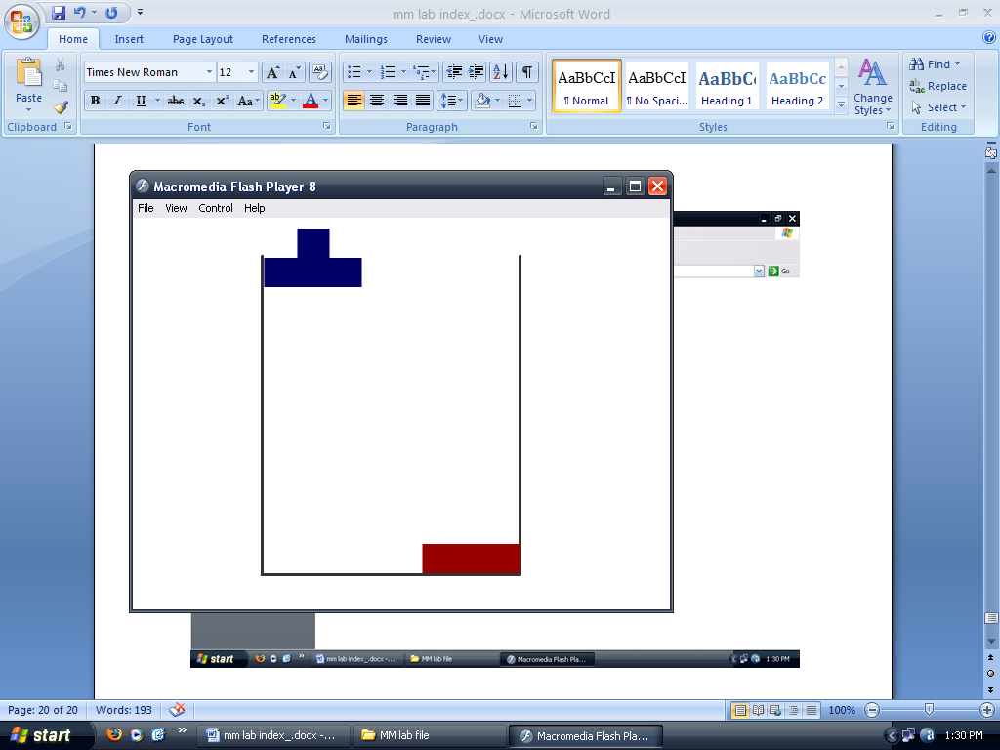 mm lab index_.docx - Microsoft Word
Home Insert Page Layout References Mailings Review View
Times New Roman 12
Paste
B I U abc x₂ x² Aa
ab A
AaBbCcI AaBbCcI AaBbC AaBbCc
¶ Normal ¶ No Spaci... Heading 1 Heading 2
Change Styles
Find
Replace
Select
Clipboard Font Paragraph Styles Editing
Macromedia Flash Player 8
File View Control Help
Go
start mm lab index_.docx -... MM lab file Macromedia Flash Pla... 1:30 PM
Page: 20 of 20 Words: 193 100%
start mm lab index_.docx -... MM lab file Macromedia Flash Pla... 1:30 PM